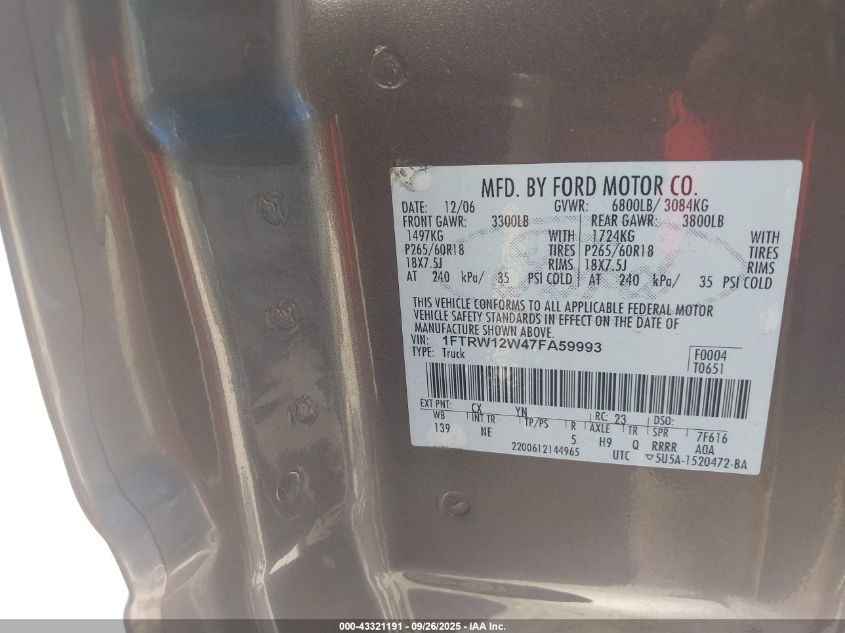 MFD. BY FORD MOTOR CO.
DATE: 12/06 GVWR: 6800LB/ 3084KG
FRONT GAWR: 3300LB REAR GAWR: 3800LB
1497KG WITH 1724KG WITH
P265/60R18 TIRES P265/60R18 TIRES
18X7.5J RIMS 18X7.5J RIMS
AT 240 kPa/ 35 PSI COLD AT 240 kPa/ 35 PSI COLD
THIS VEHICLE CONFORMS TO ALL APPLICABLE FEDERAL MOTOR
VEHICLE SAFETY STANDARDS IN EFFECT ON THE DATE OF
MANUFACTURE SHOWN ABOVE.
VIN: 1FTRW12W47FA59993
TYPE: Truck
F0004
T0651
EXT PNT: CX YN RC: 23 DSO:
WB INT TR TP/PS R AXLE TR SPR 7F616
139 NE 5 H9 Q RRRR A0A
2200612144965 UTC ▽5U5A-1520472-BA
000-43321191 - 09/26/2025 - IAA Inc.